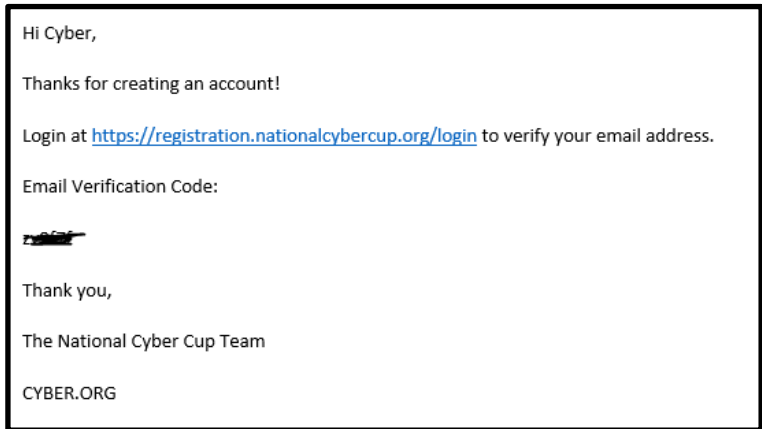 Hi Cyber,
Thanks for creating an account!
Login at https://registration.nationalcybercup.org/login to verify your email address.
Email Verification Code:
Thank you,
The National Cyber Cup Team
CYBER.ORG